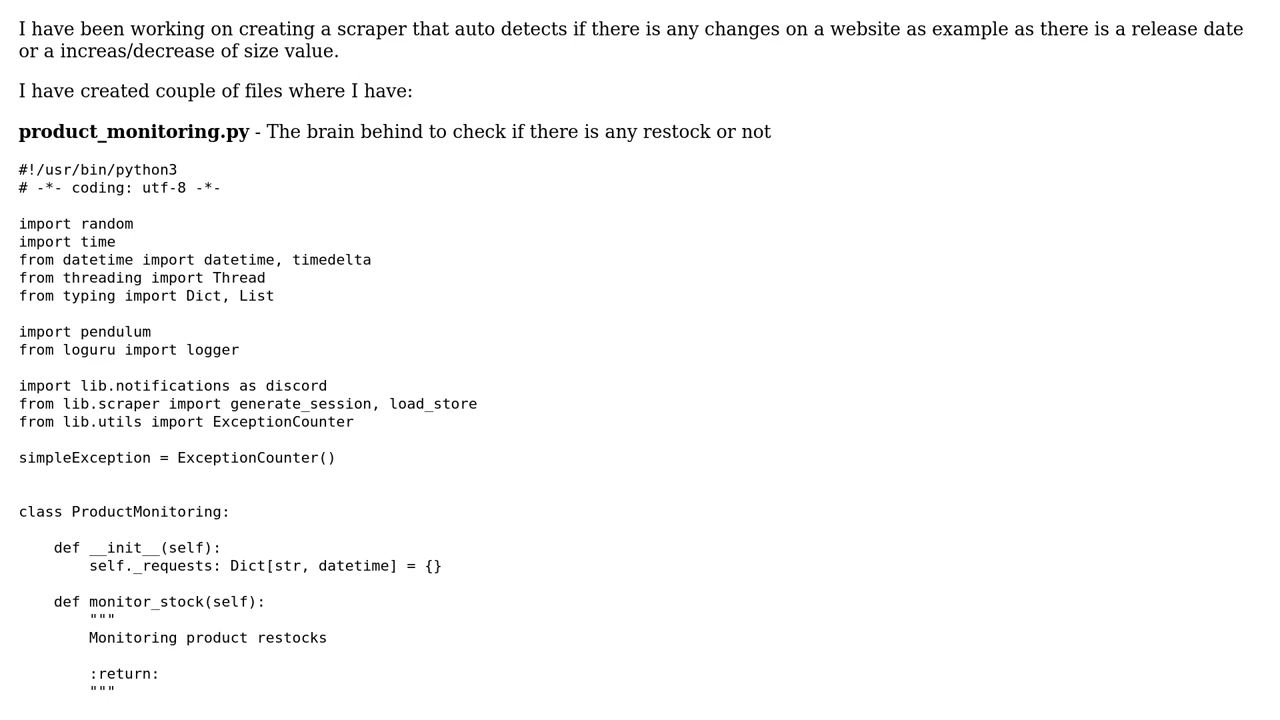 I have been working on creating a scraper that auto detects if there is any changes on a website as example as there is a release date
or a increas/decrease of size value.
I have created couple of files where I have:
product_monitoring.py - The brain behind to check if there is any restock or not
#!/usr/bin/python3
# -*- coding: utf-8 -*-
import random
import time
from datetime import datetime, timedelta
from threading import Thread
from typing import Dict, List
import pendulum
from loguru import logger
import lib.notifications as discord
from lib.scraper import generate_session, load_store
from lib.utils import ExceptionCounter
simpleException = ExceptionCounter()
class ProductMonitoring:
    def __init__(self):
        self._requests: Dict[str, datetime] = {}
    def monitor_stock(self):
        """
        Monitoring product restocks
        :return:
        """